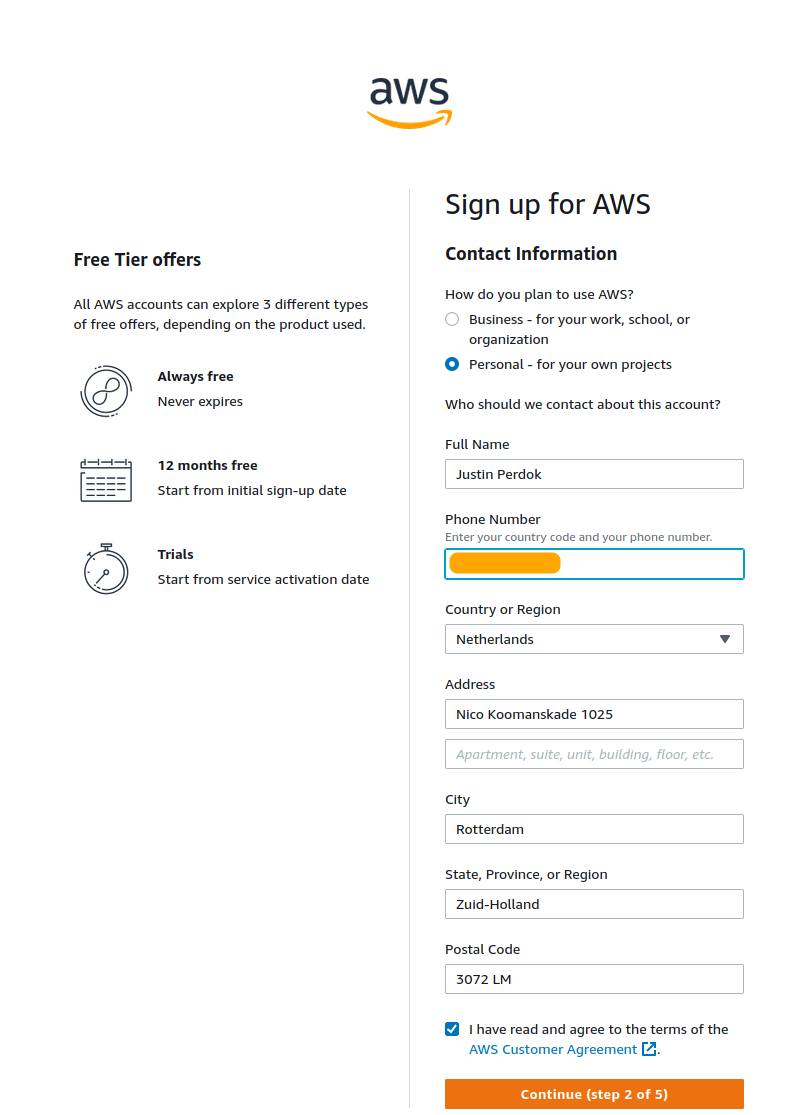 aws
Free Tier offers
All AWS accounts can explore 3 different types
of free offers, depending on the product used.
Always free
Never expires
12 months free
Start from initial sign-up date
Trials
Start from service activation date
Sign up for AWS
Contact Information
How do you plan to use AWS?
Business - for your work, school, or
organization
Personal - for your own projects
Who should we contact about this account?
Full Name
Justin Perdok
Phone Number
Enter your country code and your phone number.
Country or Region
Netherlands
Address
Nico Koomanskade 1025
Apartment, suite, unit, building, floor, etc.
City
Rotterdam
State, Province, or Region
Zuid-Holland
Postal Code
3072 LM
I have read and agree to the terms of the
AWS Customer Agreement.
Continue (step 2 of 5)